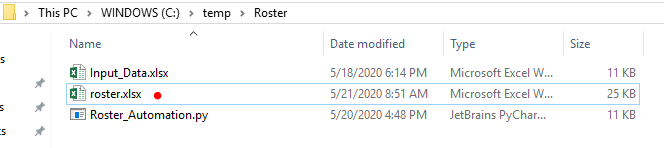 This PC > WINDOWS (C:) > temp > Roster
Name Date modified Type Size
Input_Data.xlsx 5/18/2020 6:14 PM Microsoft Excel W... 11 KB
roster.xlsx 5/21/2020 8:51 AM Microsoft Excel W... 25 KB
Roster_Automation.py 5/20/2020 4:48 PM JetBrains PyChar... 11 KB